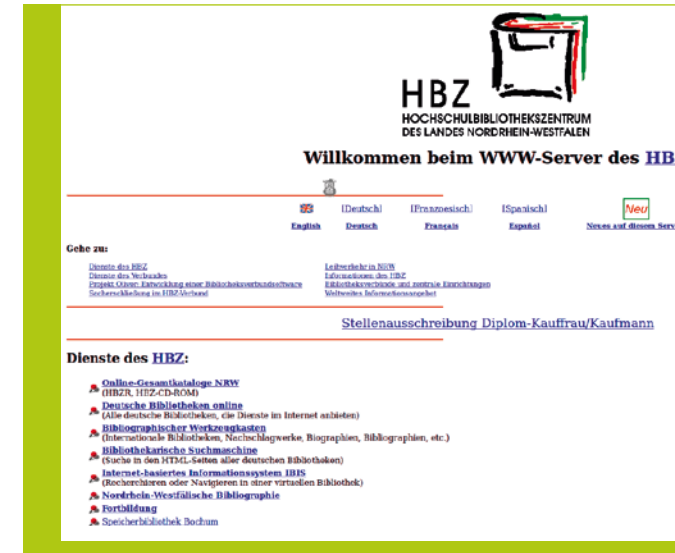 HBZ
HOCHSCHULBIBLIOTHEKSZENTRUM
DES LANDES NORDRHEIN-WESTFALEN
Willkommen beim WWW-Server des HB
[Deutsch] [Franzoesisch] [Spanisch] Neu
English Deutsch Français Español Neues auf diesem Serv
Gehe zu:
Dienste des HBZ Leihverkehr in NRW
Dienste des Verbundes Informationen des HBZ
Projekt Oliver: Entwicklung einer Bibliotheksverbundsoftware Bibliotheksverbünde und zentrale Einrichtungen
Sacherschließung im HBZ-Verbund Weltweites Informationsangebot
Stellenausschreibung Diplom-Kauffrau/Kaufmann
Dienste des HBZ:
Online-Gesamtkataloge NRW
(HBZR, HBZ-CD-ROM)
Deutsche Bibliotheken online
(Alle deutsche Bibliotheken, die Dienste im Internet anbieten)
Bibliographischer Werkzeugkasten
(Internationale Bibliotheken, Nachschlagwerke, Biographien, Bibliographien, etc.)
Bibliothekarische Suchmaschine
(Suche in den HTML-Seiten aller deutschen Bibliotheken)
Internet-basiertes Informationssystem IBIS
(Recherchieren oder Navigieren in einer virtuellen Bibliothek)
Nordrhein-Westfälische Bibliographie
Fortbildung
Speicherbibliothek Bochum